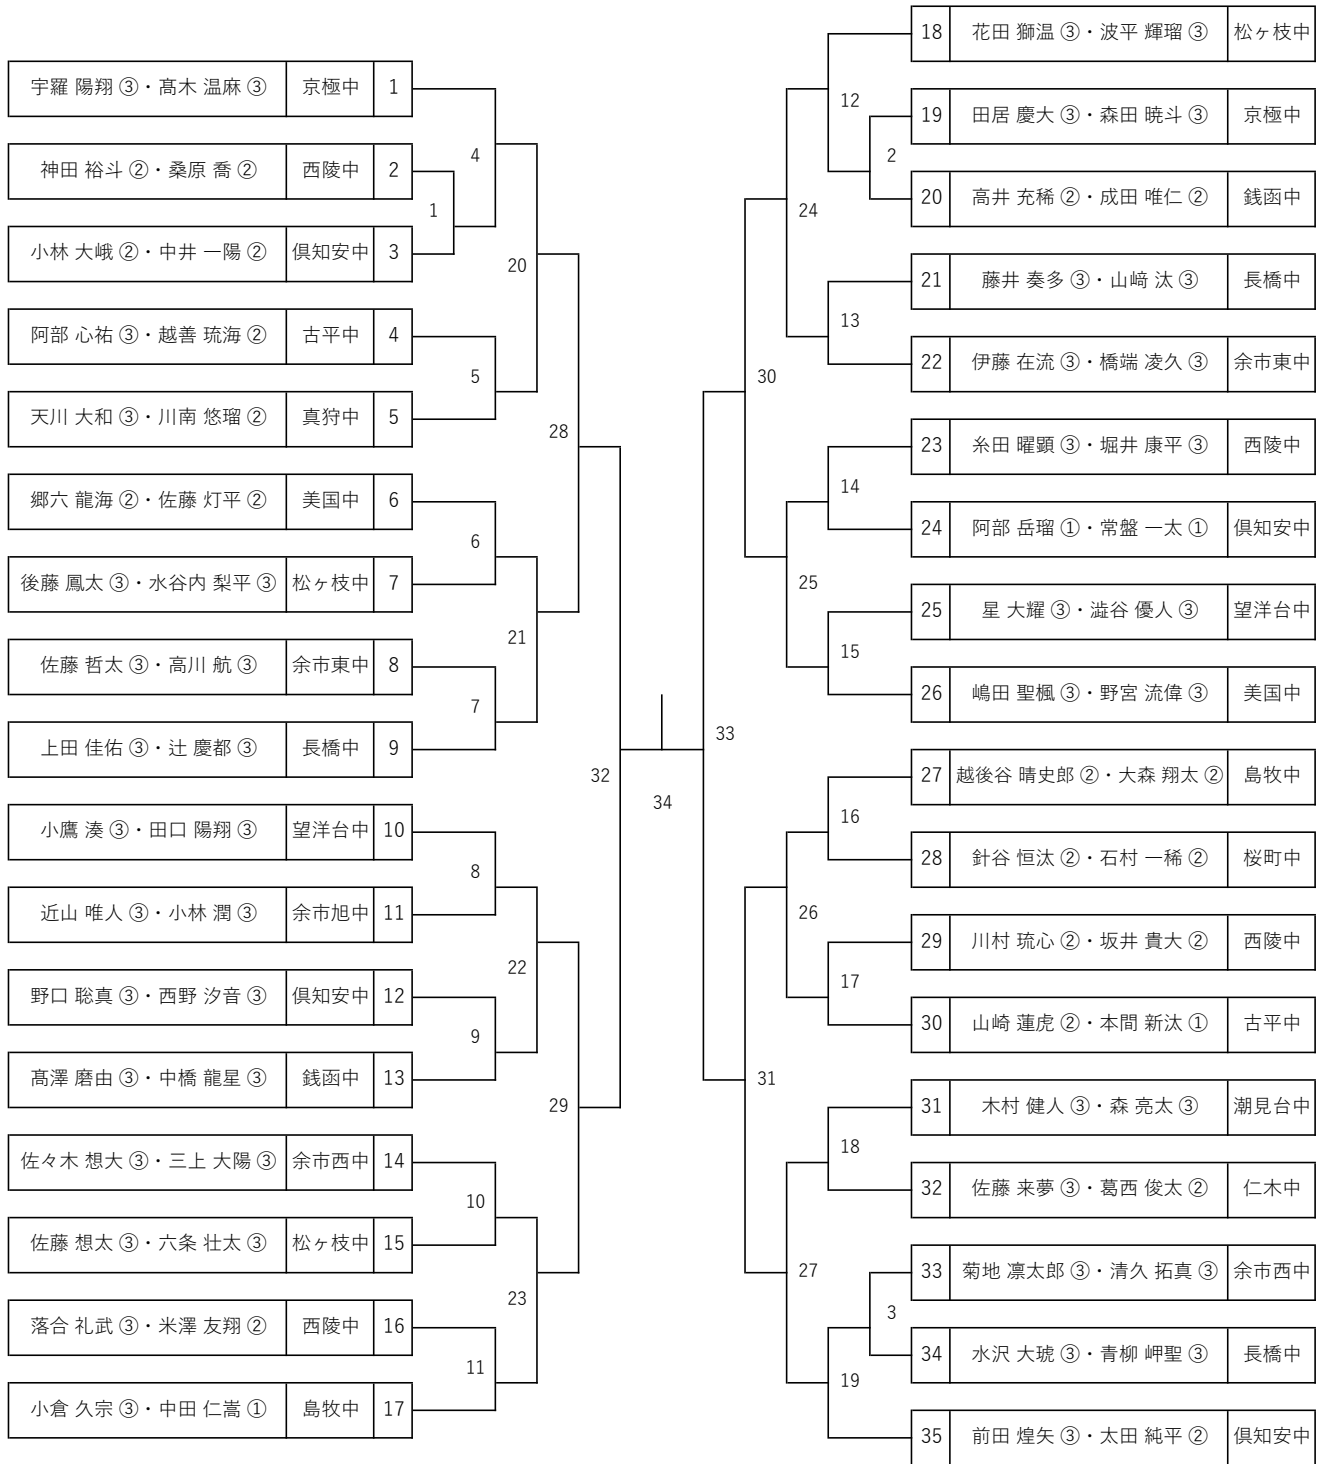 宇羅 陽翔 ③・髙木 温麻 ③ 京極中 1
神田 裕斗 ②・桑原 喬 ② 西陵中 2
小林 大峨 ②・中井 一陽 ② 倶知安中 3
阿部 心祐 ③・越善 琉海 ② 古平中 4
天川 大和 ③・川南 悠瑠 ② 真狩中 5
郷六 龍海 ②・佐藤 灯平 ② 美国中 6
後藤 鳳太 ③・水谷内 梨平 ③ 松ヶ枝中 7
佐藤 哲太 ③・高川 航 ③ 余市東中 8
上田 佳佑 ③・辻 慶都 ③ 長橋中 9
小鷹 湊 ③・田口 陽翔 ③ 望洋台中 10
近山 唯人 ③・小林 潤 ③ 余市旭中 11
野口 聡真 ③・西野 汐音 ③ 倶知安中 12
髙澤 磨由 ③・中橋 龍星 ③ 銭函中 13
佐々木 想大 ③・三上 大陽 ③ 余市西中 14
佐藤 想太 ③・六条 壮太 ③ 松ヶ枝中 15
落合 礼武 ③・米澤 友翔 ② 西陵中 16
小倉 久宗 ③・中田 仁嵩 ① 島牧中 17
1
4
5
6
7
8
9
10
11
20
21
22
23
28
29
32
34
33
30
31
24
25
26
27
12
13
14
15
16
17
18
19
2
3
18 花田 獅温 ③・波平 輝瑠 ③ 松ヶ枝中
19 田居 慶大 ③・森田 暁斗 ③ 京極中
20 高井 充稀 ②・成田 唯仁 ② 銭函中
21 藤井 奏多 ③・山﨑 汰 ③ 長橋中
22 伊藤 在流 ③・橋端 凌久 ③ 余市東中
23 糸田 曜顕 ③・堀井 康平 ③ 西陵中
24 阿部 岳瑠 ①・常盤 一太 ① 倶知安中
25 星 大耀 ③・澁谷 優人 ③ 望洋台中
26 嶋田 聖楓 ③・野宮 流偉 ③ 美国中
27 越後谷 晴史郎 ②・大森 翔太 ② 島牧中
28 針谷 恒汰 ②・石村 一稀 ② 桜町中
29 川村 琉心 ②・坂井 貴大 ② 西陵中
30 山崎 蓮虎 ②・本間 新汰 ① 古平中
31 木村 健人 ③・森 亮太 ③ 潮見台中
32 佐藤 来夢 ③・葛西 俊太 ② 仁木中
33 菊地 凛太郎 ③・清久 拓真 ③ 余市西中
34 水沢 大琥 ③・青柳 岬聖 ③ 長橋中
35 前田 煌矢 ③・太田 純平 ② 倶知安中